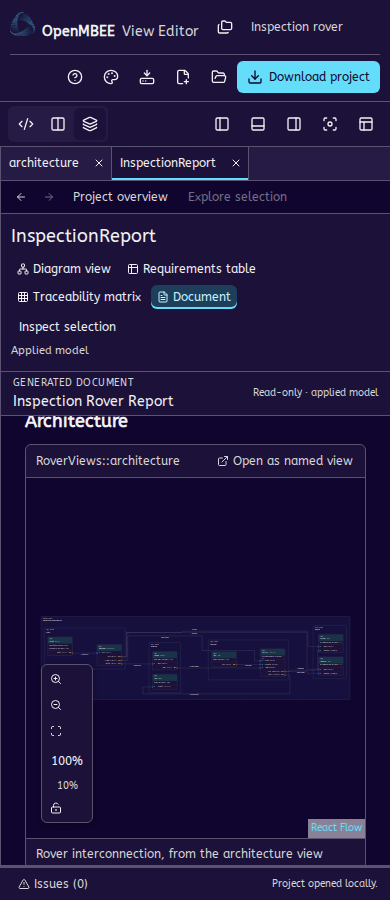 OpenMBEE View Editor
Inspection rover
Download project
architecture
InspectionReport
Project overview
Explore selection
InspectionReport
Diagram view
Requirements table
Traceability matrix
Document
Inspect selection
Applied model
GENERATED DOCUMENT
Inspection Rover Report
Read-only · applied model
Architecture
RoverViews::architecture
Open as named view
100%
10%
React Flow
Rover interconnection, from the architecture view
Issues (0)
Project opened locally.